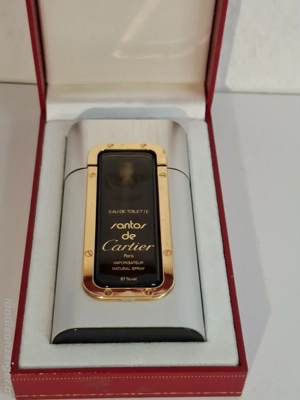 EAU DE TOILETTE
santos
de
Cartier
Paris
VAPORISATEUR
NATURAL SPRAY